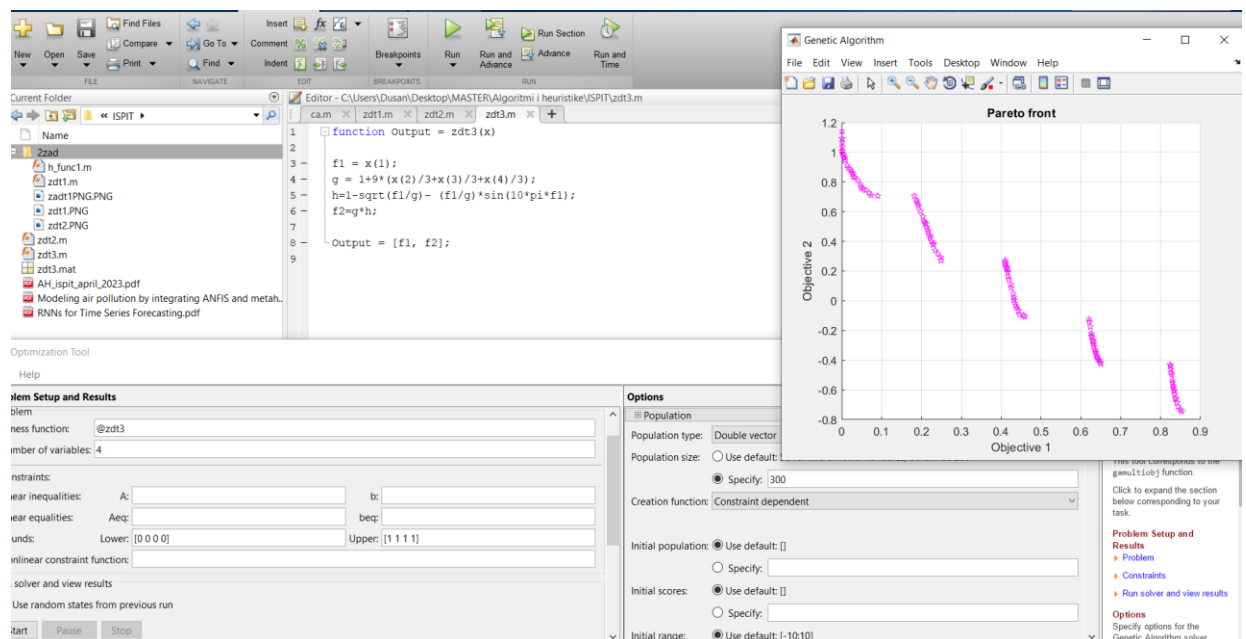 Find Files
Insert fx
Compare
Go To
Comment
Run Section
New Open Save
Print
Find
Indent
Breakpoints
Run
Run and Advance
Advance
Run and Time
FILE NAVIGATE EDIT BREAKPOINTS RUN
Current Folder
« ISPIT
Name
2zad
h_func1.m
zdt1.m
zadt1PNG.PNG
zdt1.PNG
zdt2.PNG
zdt2.m
zdt3.m
zdt3.mat
AH_ispit_april_2023.pdf
Modeling air pollution by integrating ANFIS and metah..
RNNs for Time Series Forecasting.pdf
Editor - C:\Users\Dusan\Desktop\MASTER\Algoritmi i heuristike\ISPIT\zdt3.m
ca.m zdt1.m zdt2.m zdt3.m
1 function Output = zdt3(x)
2
3 - f1 = x(1);
4 - g = 1+9*(x(2)/3+x(3)/3+x(4)/3);
5 - h=1-sqrt(f1/g)- (f1/g)*sin(10*pi*f1);
6 - f2=g*h;
7
8 - Output = [f1, f2];
9
Genetic Algorithm
File Edit View Insert Tools Desktop Window Help
Pareto front
1.2
1
0.8
0.6
0.4
0.2
0
-0.2
-0.4
-0.6
-0.8
Objective 2
0 0.1 0.2 0.3 0.4 0.5 0.6 0.7 0.8 0.9
Objective 1
Optimization Tool
Help
blem Setup and Results
oblem
ness function: @zdt3
umber of variables: 4
nstraints:
near inequalities: A: b:
near equalities: Aeq: beq:
unds: Lower: [0 0 0 0] Upper: [1 1 1 1]
onlinear constraint function:
solver and view results
Use random states from previous run
tart Pause Stop
Options
Population
Population type: Double vector
Population size: Use default:
Specify: 300
Creation function: Constraint dependent
Initial population: Use default: []
Specify:
Initial scores: Use default: []
Specify:
Initial range: Use default: [-10;10]
This tool corresponds to the
gamultiobj function.
Click to expand the section
below corresponding to your
task.
Problem Setup and
Results
Problem
Constraints
Run solver and view results
Options
Specify options for the
Genetic Algorithm solver